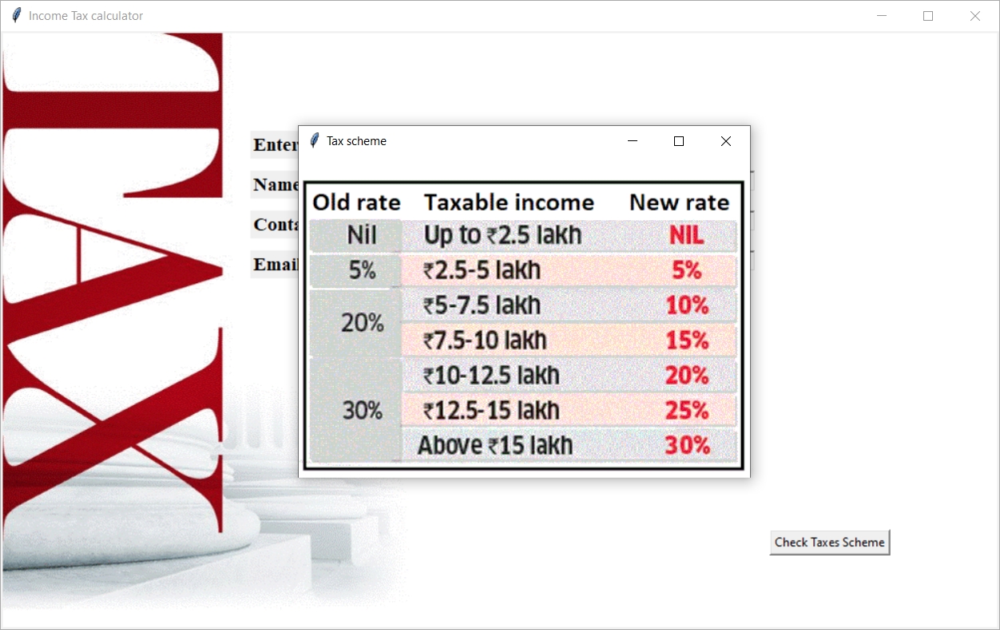 Income Tax calculator
TAX
Enter
Name
Conta
Email
Tax scheme
Old rate Taxable income New rate
Nil Up to ₹2.5 lakh NIL
5% ₹2.5-5 lakh 5%
20% ₹5-7.5 lakh 10%
₹7.5-10 lakh 15%
30% ₹10-12.5 lakh 20%
₹12.5-15 lakh 25%
Above ₹15 lakh 30%
Check Taxes Scheme